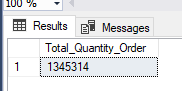 100 %
Results Messages
Total_Quantity_Order
1 1345314